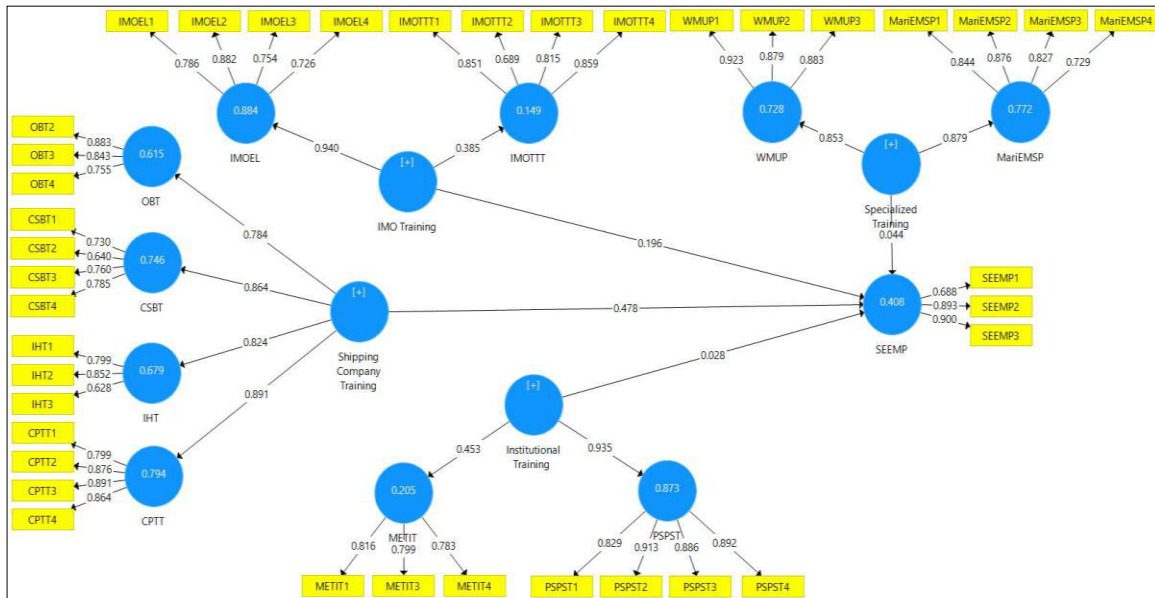 IMOEL1 IMOEL2 IMOEL3 IMOEL4 IMOTTT1 IMOTTT2 IMOTTT3 IMOTTT4 WMUP1 WMUP2 WMUP3 MariEMSP1 MariEMSP2 MariEMSP3 MariEMSP4
0.786 0.882 0.754 0.726 0.851 0.689 0.815 0.859 0.923 0.879 0.883 0.844 0.876 0.827 0.729
0.884 0.149 0.728 0.772
IMOEL IMOTTT WMUP MariEMSP
0.940 0.385 0.853 0.879
[+]
IMO Training
[+]
Specialized
Training
0.044
0.196
OBT2
OBT3
OBT4
0.883
0.843
0.755
0.615
OBT
0.784
CSBT1
CSBT2
CSBT3
CSBT4
0.730
0.640
0.760
0.785
0.746
CSBT
0.864
[+]
Shipping
Company
Training
0.478
0.408
SEEMP
0.688
0.893
0.900
SEEMP1
SEEMP2
SEEMP3
IHT1
IHT2
IHT3
0.799
0.852
0.628
0.679
IHT
0.824
0.028
CPTT1
CPTT2
CPTT3
CPTT4
0.799
0.876
0.891
0.864
0.794
CPTT
0.891
[+]
Institutional
Training
0.453 0.935
0.205 0.873
METIT PSPST
0.816 0.799 0.783 0.829 0.913 0.886 0.892
METIT1 METIT3 METIT4 PSPST1 PSPST2 PSPST3 PSPST4